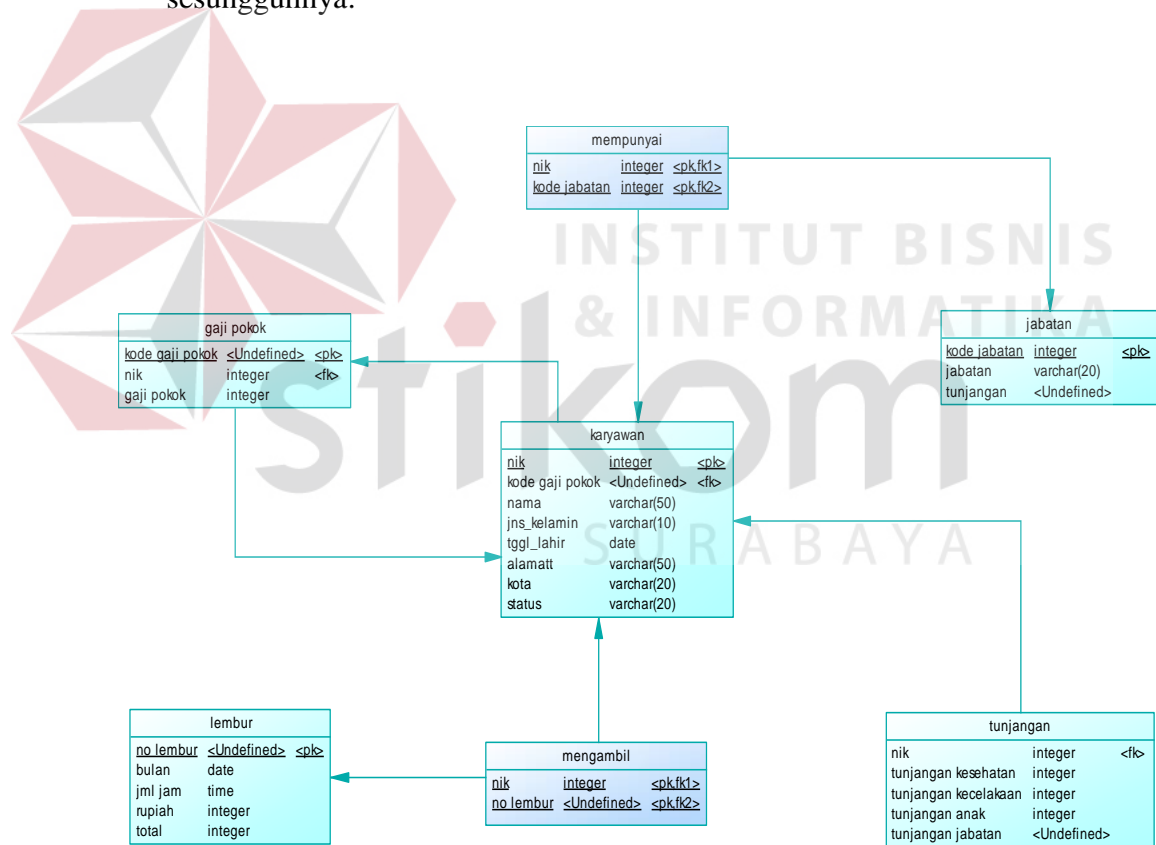 sesungguhnya.
mempunyai
nik integer <pk,fk1>
kode jabatan integer <pk,fk2>
INSTITUT BISNIS
& INFORMATIKA
stikom
SURABAYA
gaji pokok
kode gaji pokok <Undefined> <pk>
nik integer <fk>
gaji pokok integer
jabatan
kode jabatan integer <pk>
jabatan varchar(20)
tunjangan <Undefined>
karyawan
nik integer <pk>
kode gaji pokok <Undefined> <fk>
nama varchar(50)
jns_kelamin varchar(10)
tggl_lahir date
alamatt varchar(50)
kota varchar(20)
status varchar(20)
lembur
no lembur <Undefined> <pk>
bulan date
jml jam time
rupiah integer
total integer
mengambil
nik integer <pk,fk1>
no lembur <Undefined> <pk,fk2>
tunjangan
nik integer <fk>
tunjangan kesehatan integer
tunjangan kecelakaan integer
tunjangan anak integer
tunjangan jabatan <Undefined>